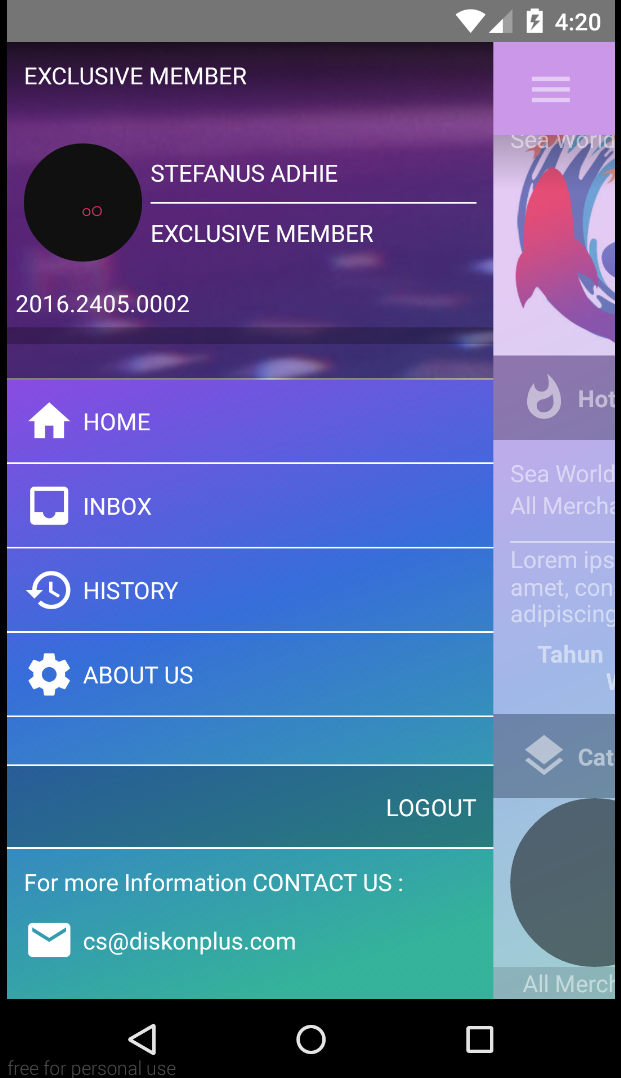 4:20
EXCLUSIVE MEMBER
STEFANUS ADHIE
EXCLUSIVE MEMBER
2016.2405.0002
HOME
INBOX
HISTORY
ABOUT US
LOGOUT
For more Information CONTACT US :
cs@diskonplus.com
Sea World
Hot
Sea World
All Mercha
Lorem ips
amet, con
adipiscing
Tahun
Cat
All Merch
free for personal use